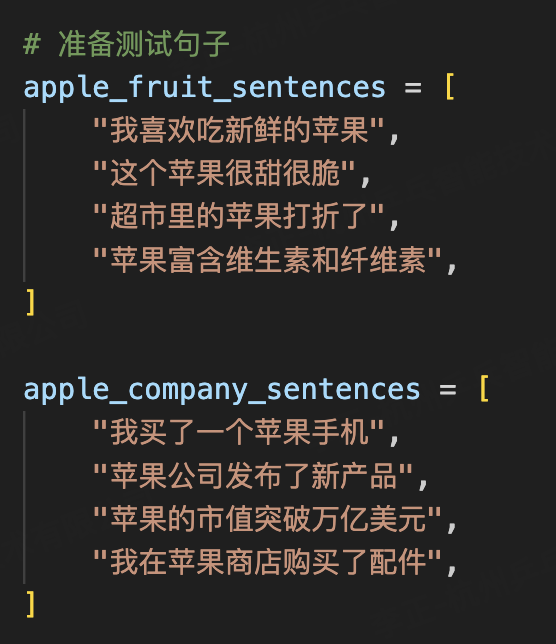 # 准备测试句子
apple_fruit_sentences = [
    "我喜欢吃新鲜的苹果",
    "这个苹果很甜很脆",
    "超市里的苹果打折了",
    "苹果富含维生素和纤维素",
]

apple_company_sentences = [
    "我买了一个苹果手机",
    "苹果公司发布了新产品",
    "苹果的市值突破万亿美元",
    "我在苹果商店购买了配件",
]